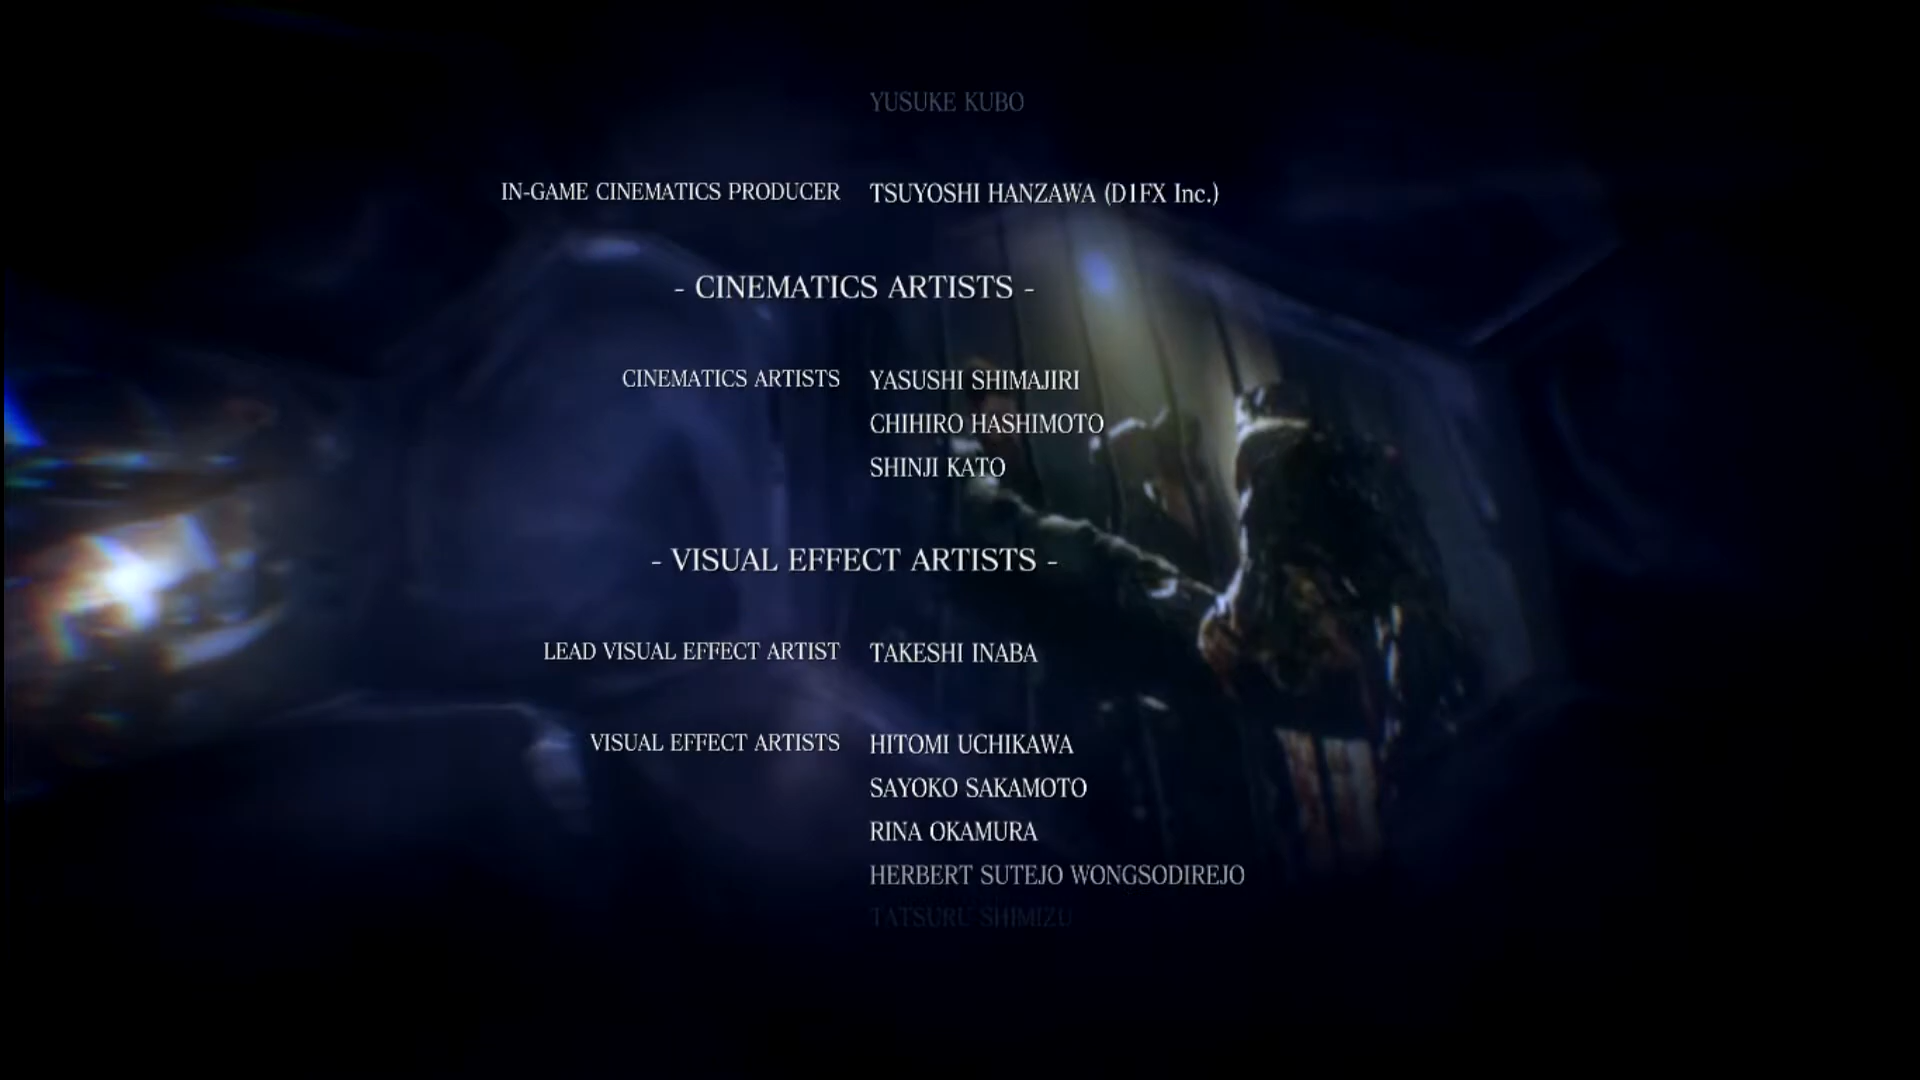 YUSUKE KUBO
IN-GAME CINEMATICS PRODUCER TSUYOSHI HANZAWA (D1FX Inc.)
- CINEMATICS ARTISTS -
CINEMATICS ARTISTS YASUSHI SHIMAJIRI
CHIHIRO HASHIMOTO
SHINJI KATO
- VISUAL EFFECT ARTISTS -
LEAD VISUAL EFFECT ARTIST TAKESHI INABA
VISUAL EFFECT ARTISTS HITOMI UCHIKAWA
SAYOKO SAKAMOTO
RINA OKAMURA
HERBERT SUTEJO WONGSODIREJO
TATSURU SHIMIZU